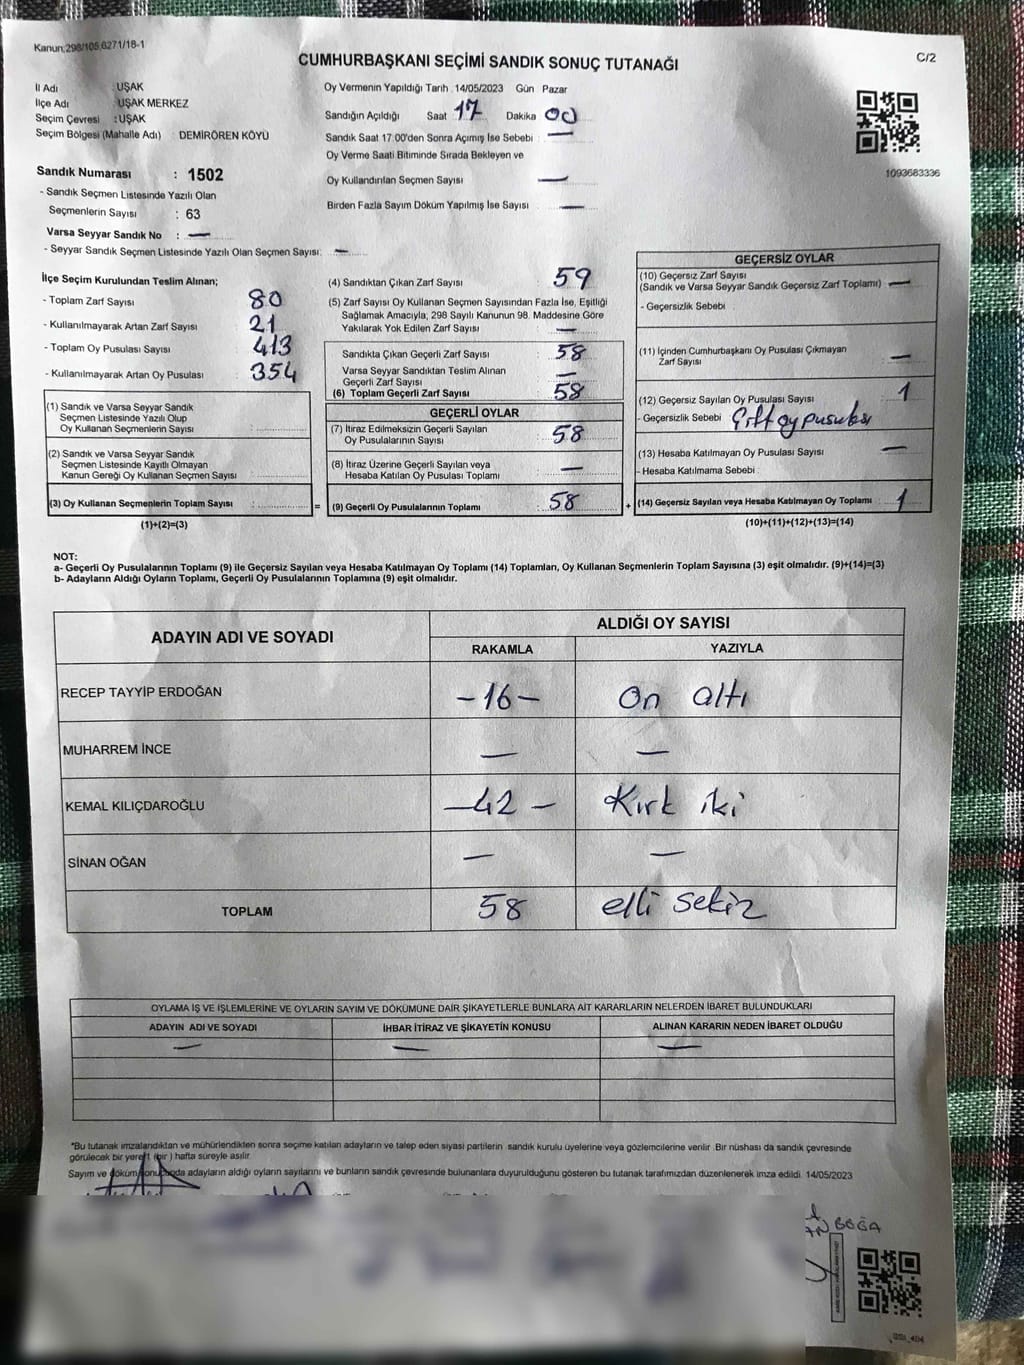 Kanun;298/105,6271/18-1
CUMHURBAŞKANI SEÇİMİ SANDIK SONUÇ TUTANAĞI
C/2
İl Adı : UŞAK
İlçe Adı : UŞAK MERKEZ
Seçim Çevresi : UŞAK
Seçim Bölgesi (Mahalle Adı) : DEMİRÖREN KÖYÜ
Sandık Numarası : 1502
- Sandık Seçmen Listesinde Yazılı Olan
Seçmenlerin Sayısı : 63
Varsa Seyyar Sandık No : —
- Seyyar Sandık Seçmen Listesinde Yazılı Olan Seçmen Sayısı: —
Oy Vermenin Yapıldığı Tarih : 14/05/2023 Gün Pazar
Sandığın Açıldığı Saat 17 Dakika 00
Sandık Saat 17:00'den Sonra Açımış İse Sebebi : —
Oy Verme Saati Bitiminde Sırada Bekleyen ve
Oy Kullandırılan Seçmen Sayısı —
Birden Fazla Sayım Döküm Yapılmış İse Sayısı —
1093683336
İlçe Seçim Kurulundan Teslim Alınan;
- Toplam Zarf Sayısı : 80
- Kullanılmayarak Artan Zarf Sayısı : 21
- Toplam Oy Pusulası Sayısı : 413
- Kullanılmayarak Artan Oy Pusulası : 354
(1) Sandık ve Varsa Seyyar Sandık
Seçmen Listesinde Yazılı Olup
Oy Kullanan Seçmenlerin Sayısı :
(2) Sandık ve Varsa Seyyar Sandık
Seçmen Listesinde Kayıtlı Olmayan
Kanun Gereği Oy Kullanan Seçmen Sayısı :
(3) Oy Kullanan Seçmenlerin Toplam Sayısı :
(1)+(2)=(3)
=
(4) Sandıktan Çıkan Zarf Sayısı : 59
(5) Zarf Sayısı Oy Kullanan Seçmen Sayısından Fazla İse, Eşitliği
Sağlamak Amacıyla; 298 Sayılı Kanunun 98. Maddesine Göre
Yakılarak Yok Edilen Zarf Sayısı : —
Sandıkta Çıkan Geçerli Zarf Sayısı : 58
Varsa Seyyar Sandıktan Teslim Alınan
Geçerli Zarf Sayısı : —
(6) Toplam Geçerli Zarf Sayısı : 58
GEÇERLİ OYLAR
(7) İtiraz Edilmeksizin Geçerli Sayılan
Oy Pusulalarının Sayısı : 58
(8) İtiraz Üzerine Geçerli Sayılan veya
Hesaba Katılan Oy Pusulası Toplamı : —
(9) Geçerli Oy Pusulalarının Toplamı : 58
+
GEÇERSİZ OYLAR
(10) Geçersiz Zarf Sayısı
(Sandık ve Varsa Seyyar Sandık Geçersiz Zarf Toplamı) : —
- Geçersizlik Sebebi :
(11) İçinden Cumhurbaşkanı Oy Pusulası Çıkmayan
Zarf Sayısı : —
(12) Geçersiz Sayılan Oy Pusulası Sayısı : 1
- Geçersizlik Sebebi : Çift oy pusulası
(13) Hesaba Katılmayan Oy Pusulası Sayısı : —
- Hesaba Katılmama Sebebi :
(14) Geçersiz Sayılan veya Hesaba Katılmayan Oy Toplamı : 1
(10)+(11)+(12)+(13)=(14)
NOT:
a- Geçerli Oy Pusulalarının Toplamı (9) ile Geçersiz Sayılan veya Hesaba Katılmayan Oy Toplamı (14) Toplamları, Oy Kullanan Seçmenlerin Toplam Sayısına (3) eşit olmalıdır. (9)+(14)=(3)
b- Adayların Aldığı Oyların Toplamı, Geçerli Oy Pusulalarının Toplamına (9) eşit olmalıdır.
ADAYIN ADI VE SOYADI ALDIĞI OY SAYISI
RAKAMLA YAZIYLA
RECEP TAYYİP ERDOĞAN -16- On altı
MUHARREM İNCE — —
KEMAL KILIÇDAROĞLU -42- Kırk iki
SİNAN OĞAN — —
TOPLAM 58 elli sekiz
OYLAMA İŞ VE İŞLEMLERİNE VE OYLARIN SAYIM VE DÖKÜMÜNE DAİR ŞİKAYETLERLE BUNLARA AİT KARARLARIN NELERDEN İBARET BULUNDUKLARI
ADAYIN ADI VE SOYADI İHBAR İTİRAZ VE ŞİKAYETİN KONUSU ALINAN KARARIN NEDEN İBARET OLDUĞU
— — —
*Bu tutanak imzalandıktan ve mühürlendikten sonra seçime katılan adayların ve talep eden siyasi partilerin sandık kurulu üyelerine veya gözlemcilerine verilir. Bir nüshası da sandık çevresinde
görülecek bir yere 1 (bir) hafta süreyle asılır.
Sayım ve döküm sonucunda adayların aldığı oyların sayılarını ve bunların sandık çevresinde bulunanlara duyurulduğunu gösteren bu tutanak tarafımızdan düzenlenerek imza edildi. 14/05/2023
BOĞA